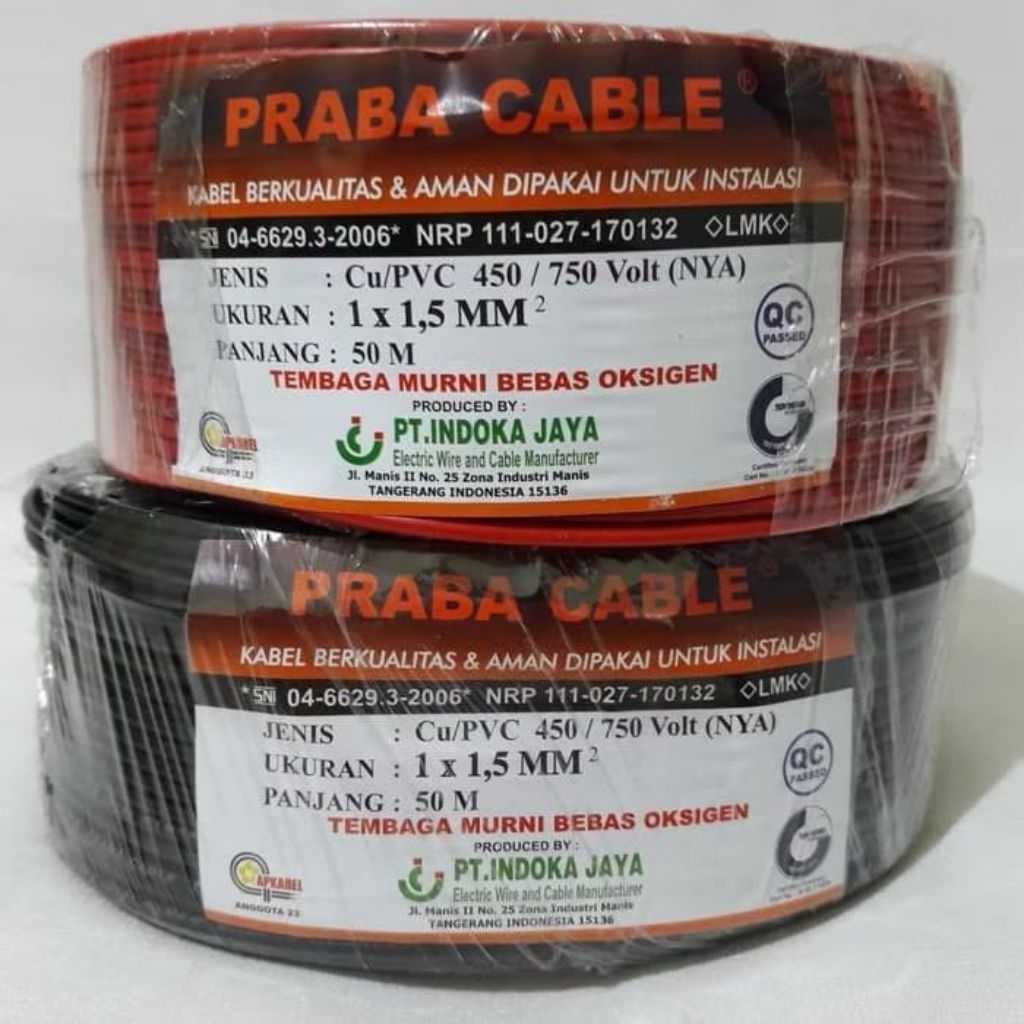 PRABA CABLE ®
KABEL BERKUALITAS & AMAN DIPAKAI UNTUK INSTALASI
* SNI 04-6629.3-2006* NRP 111-027-170132 ◇LMK◇
JENIS : Cu/PVC 450 / 750 Volt (NYA)
UKURAN : 1 x 1,5 MM²
PANJANG : 50 M
QC PASSED
TEMBAGA MURNI BEBAS OKSIGEN
PRODUCED BY :
PT.INDOKA JAYA
Electric Wire and Cable Manufacturer
Jl. Manis II No. 25 Zona Industri Manis
TANGERANG INDONESIA 15136
APKABEL
ANGGOTA 23
PRABA CABLE
KABEL BERKUALITAS & AMAN DIPAKAI UNTUK INSTALASI
* SNI 04-6629.3-2006* NRP 111-027-170132 ◇LMK◇
JENIS : Cu/PVC 450 / 750 Volt (NYA)
UKURAN : 1 x 1,5 MM²
PANJANG : 50 M
QC PASSED
TEMBAGA MURNI BEBAS OKSIGEN
PRODUCED BY :
PT.INDOKA JAYA
Electric Wire and Cable Manufacturer
Jl. Manis II No. 25 Zona Industri Manis
TANGERANG INDONESIA 15136
APKABEL
ANGGOTA 23